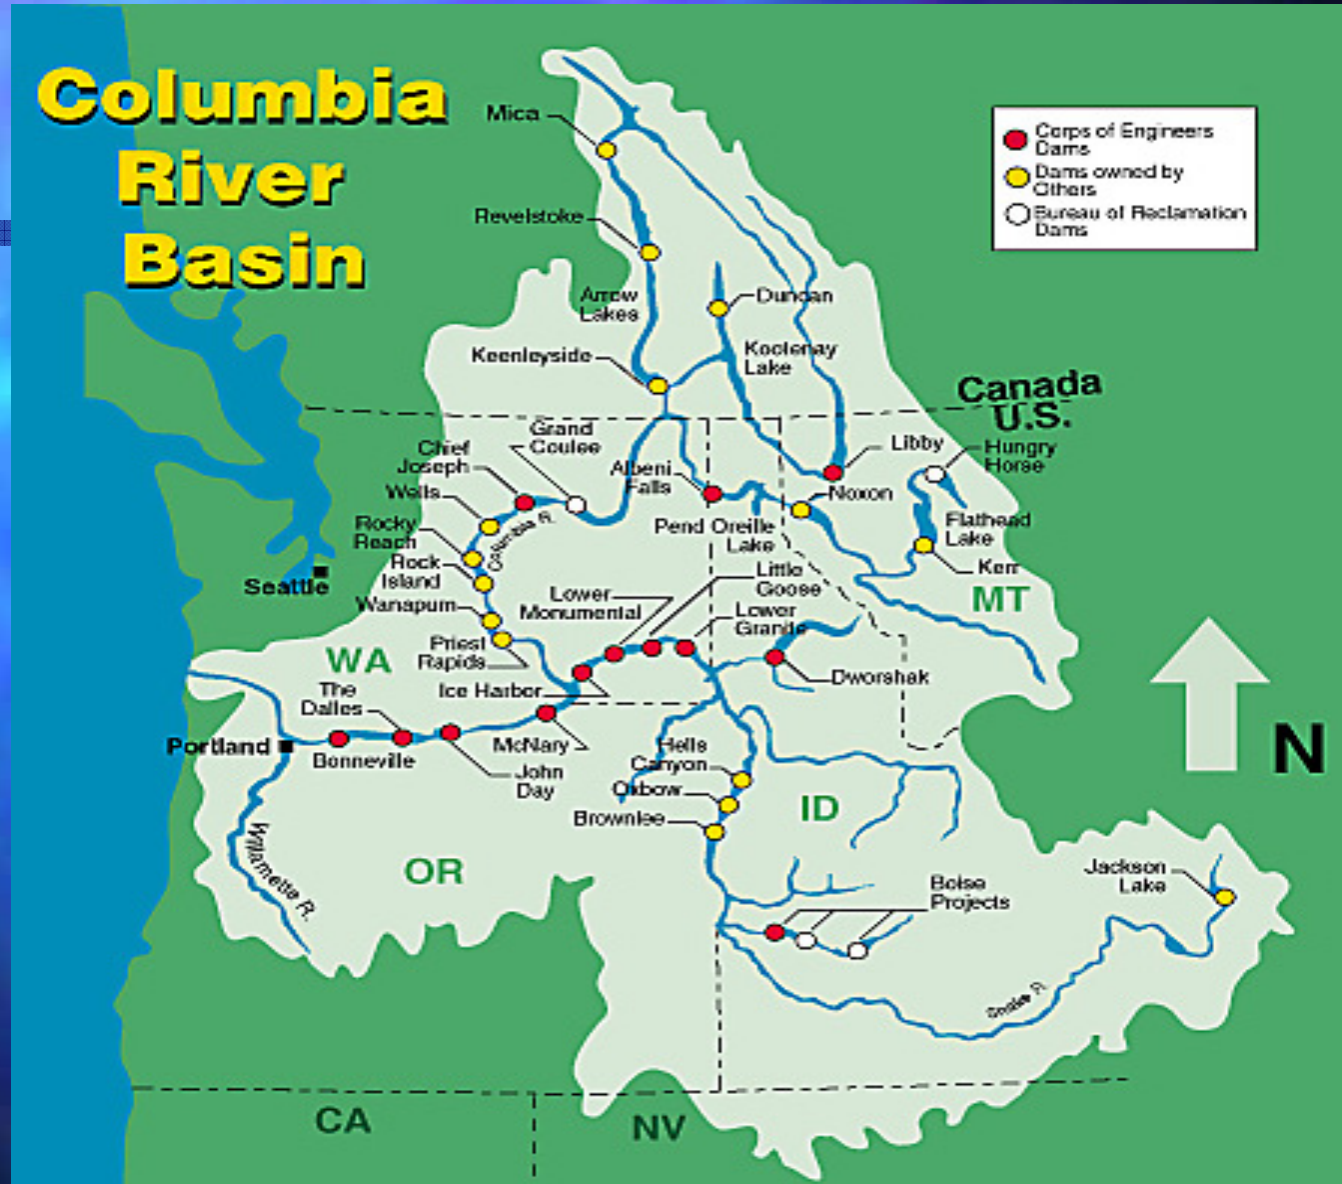 Columbia
River
Basin
Corps of Engineers
Dams
Dams owned by
Others
Bureau of Reclamation
Dams
Mica
Revelstoke
Arrow
Lakes
Duncan
Keenleyside
Kootenay
Lake
Canada
U.S.
Grand
Coulee
Chief
Joseph
Libby
Hungry
Horse
Albeni
Falls
Wells
Noxon
Rocky
Reach
Columbia R.
Pend Oreille
Lake
Flathead
Lake
Rock
Island
Kerr
Seattle
Little
Goose
Wanapum
Lower
Monumental
Lower
Granite
MT
Priest
Rapids
WA
Ice Harbor
Dworshak
The
Dalles
Portland
Bonneville
McNary
John
Day
Hells
Canyon
Oxbow
Brownlee
ID
N
OR
Willamette R.
Boise
Projects
Jackson
Lake
Snake R.
CA
NV